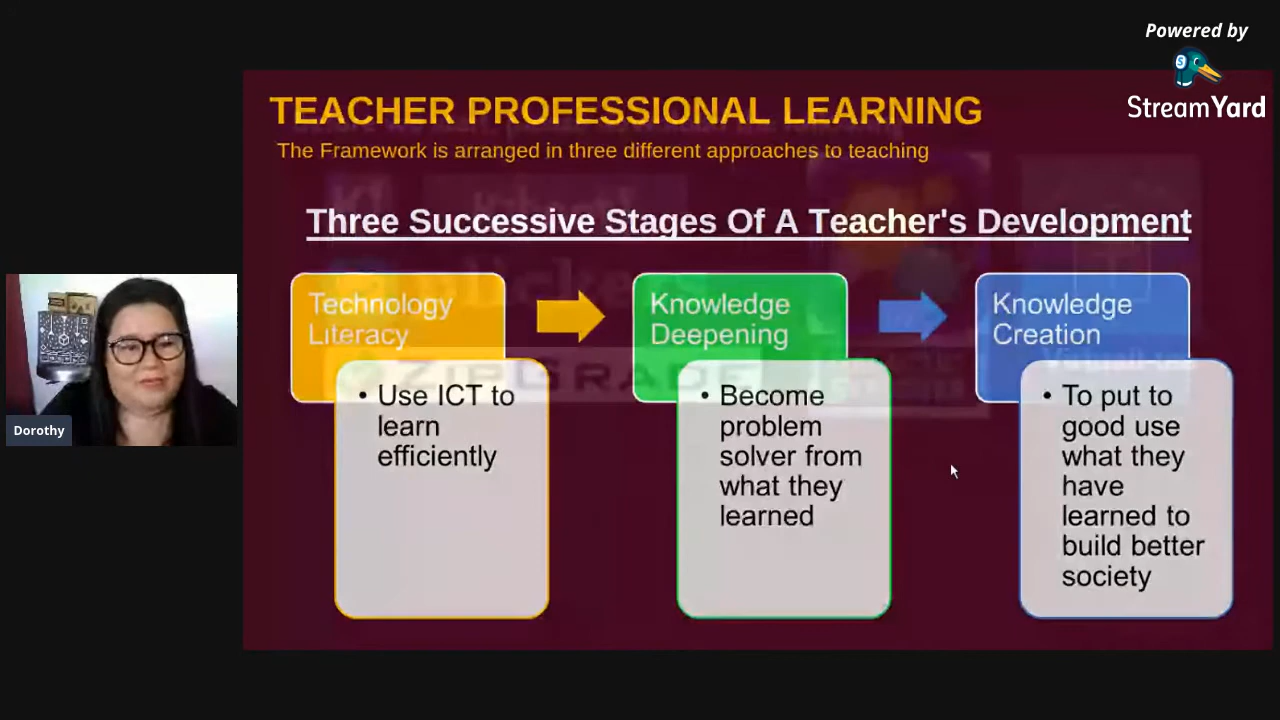 Powered by
StreamYard
TEACHER PROFESSIONAL LEARNING
The Framework is arranged in three different approaches to teaching
Three Successive Stages Of A Teacher's Development
Technology
Literacy
• Use ICT to
learn
efficiently
Knowledge
Deepening
• Become
problem
solver from
what they
learned
Knowledge
Creation
• To put to
good use
what they
have
learned to
build better
society
ZIPGRADE
Dorothy